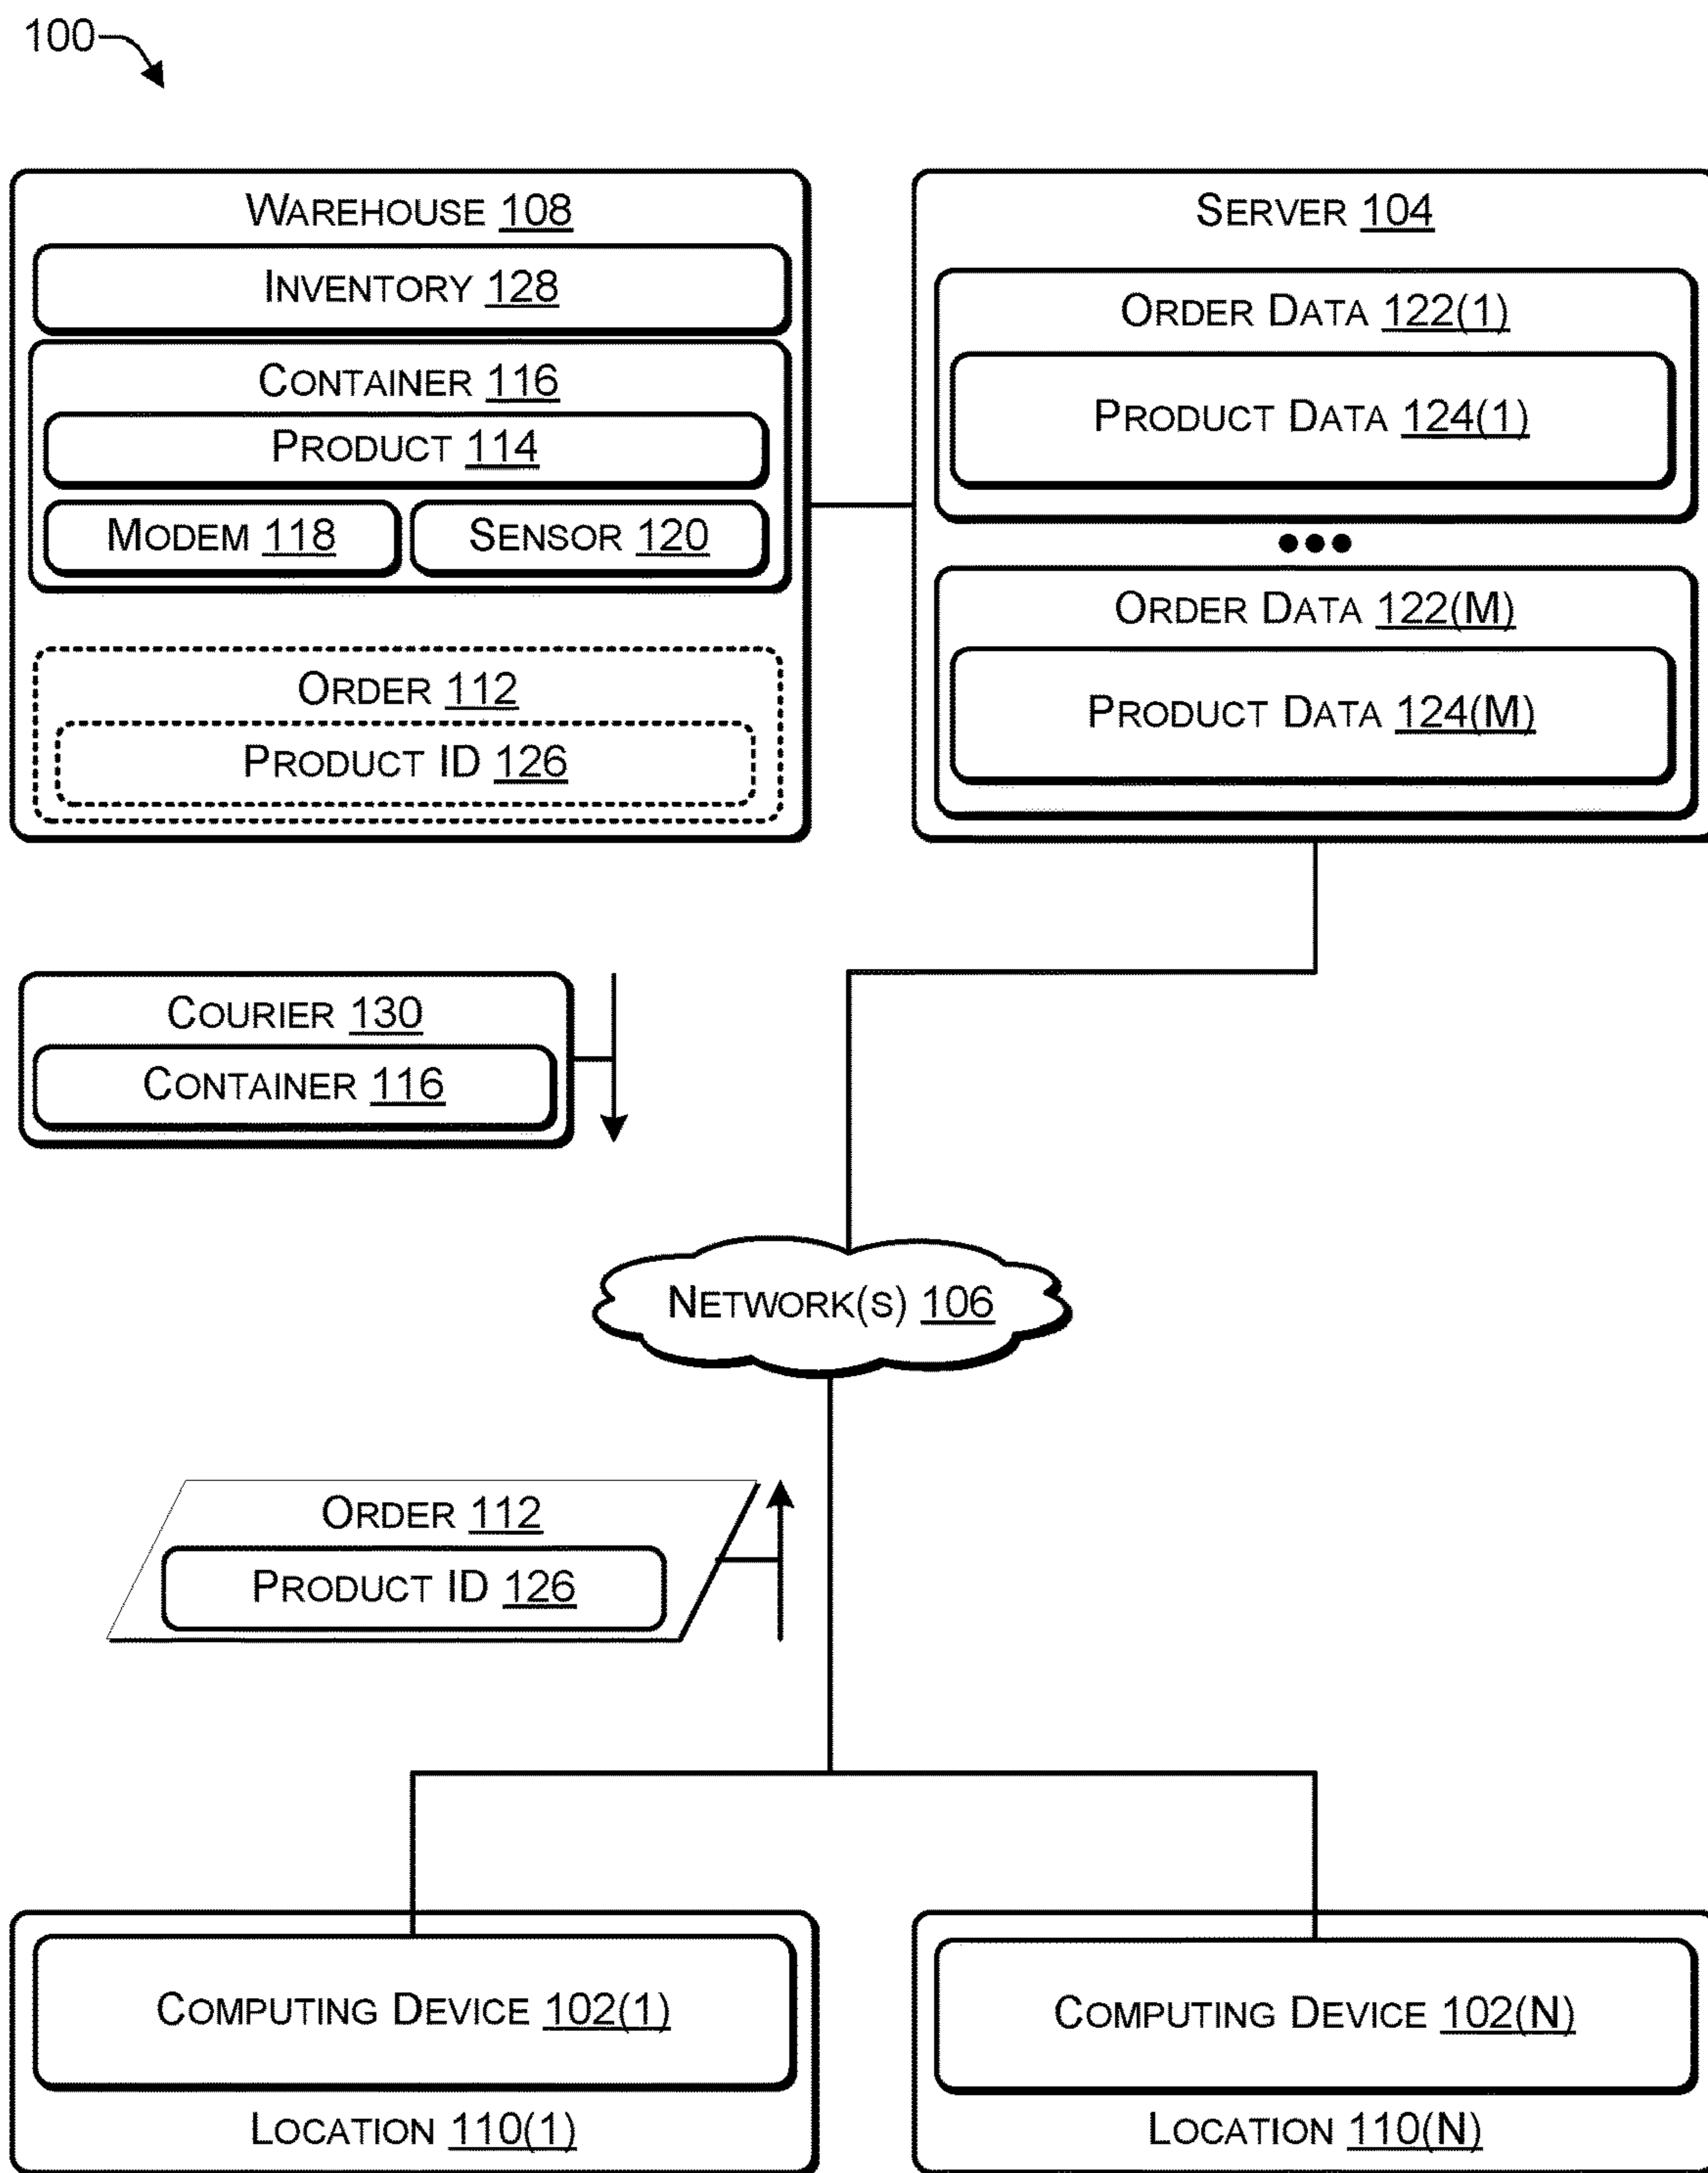 100
WAREHOUSE 108
INVENTORY 128
CONTAINER 116
PRODUCT 114
MODEM 118
SENSOR 120
ORDER 112
PRODUCT ID 126
SERVER 104
ORDER DATA 122(1)
PRODUCT DATA 124(1)
●●●
ORDER DATA 122(M)
PRODUCT DATA 124(M)
COURIER 130
CONTAINER 116
NETWORK(S) 106
ORDER 112
PRODUCT ID 126
COMPUTING DEVICE 102(1)
LOCATION 110(1)
COMPUTING DEVICE 102(N)
LOCATION 110(N)